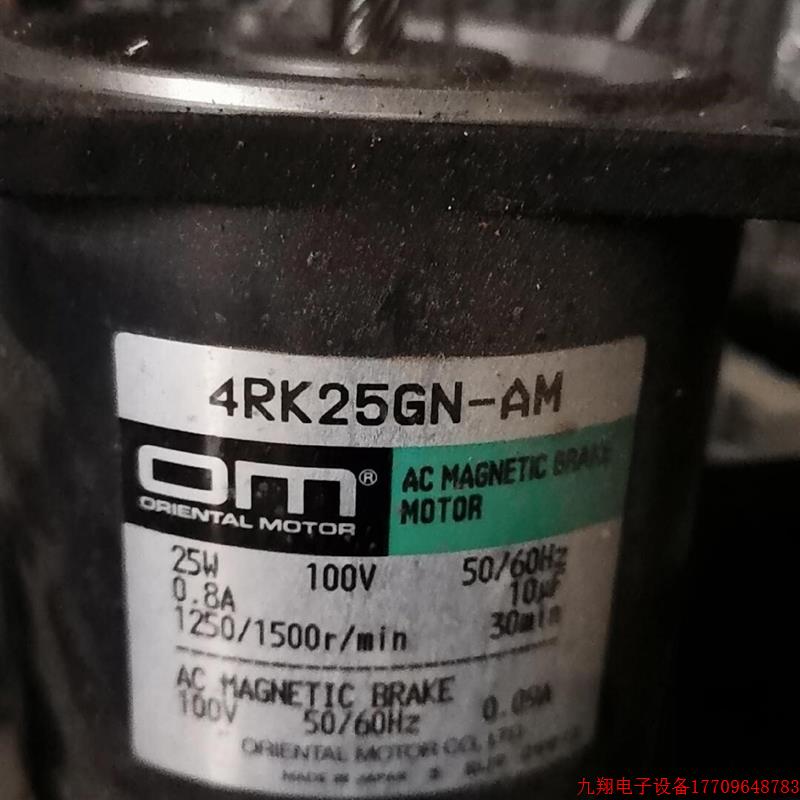 4RK25GN-AM
OM®
ORIENTAL MOTOR
AC MAGNETIC BRAKE
MOTOR
25W 100V 50/60Hz
0.8A 10μF
1250/1500r/min 30min
AC MAGNETIC BRAKE
100V 50/60Hz 0.09A
ORIENTAL MOTOR CO., LTD.
MADE IN JAPAN
九翔电子设备17709648783